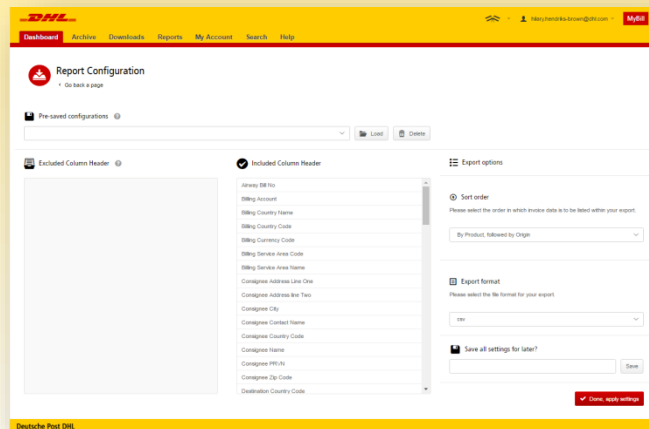 DHL
hilary.hendriks-brown@dhl.com
MyBill
Dashboard Archive Downloads Reports My Account Search Help
Report Configuration
Go back a page
Pre-saved configurations
Load
Delete
Excluded Column Header
Included Column Header
Export options
Airway Bill No
Billing Account
Billing Country Name
Billing Country Code
Billing Currency Code
Billing Service Area Code
Billing Service Area Name
Consignee Address Line One
Consignee Address line Two
Consignee City
Consignee Contact Name
Consignee Country Code
Consignee Name
Consignee Zip Code
Destination Country Code
Sort order
Please select the order in which invoice data is to be listed within your export.
By Product, followed by Origin
Export format
Please select the file format for your export
csv
Save all settings for later?
Save
Done, apply settings
Deutsche Post DHL